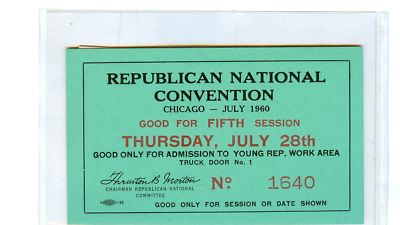 REPUBLICAN NATIONAL
CONVENTION
CHICAGO — JULY 1960
GOOD FOR FIFTH SESSION
THURSDAY, JULY 28th
GOOD ONLY FOR ADMISSION TO YOUNG REP. WORK AREA
TRUCK DOOR No. 1
Thruston B. Morton
CHAIRMAN REPUBLICAN NATIONAL
COMMITTEE
No. 1640
GOOD ONLY FOR SESSION OR DATE SHOWN